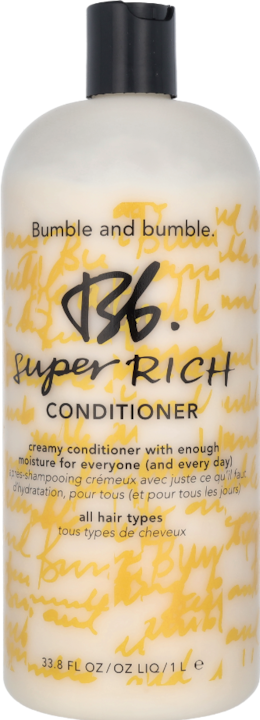 Bumble and bumble.
Bb.
super RICH
CONDITIONER
creamy conditioner with enough
moisture for everyone (and every day)
après-shampooing crémeux avec juste ce qu'il faut
d'hydratation, pour tous (et pour tous les jours)
all hair types
tous types de cheveux
33.8 FL OZ/OZ LIQ/1 L ℮